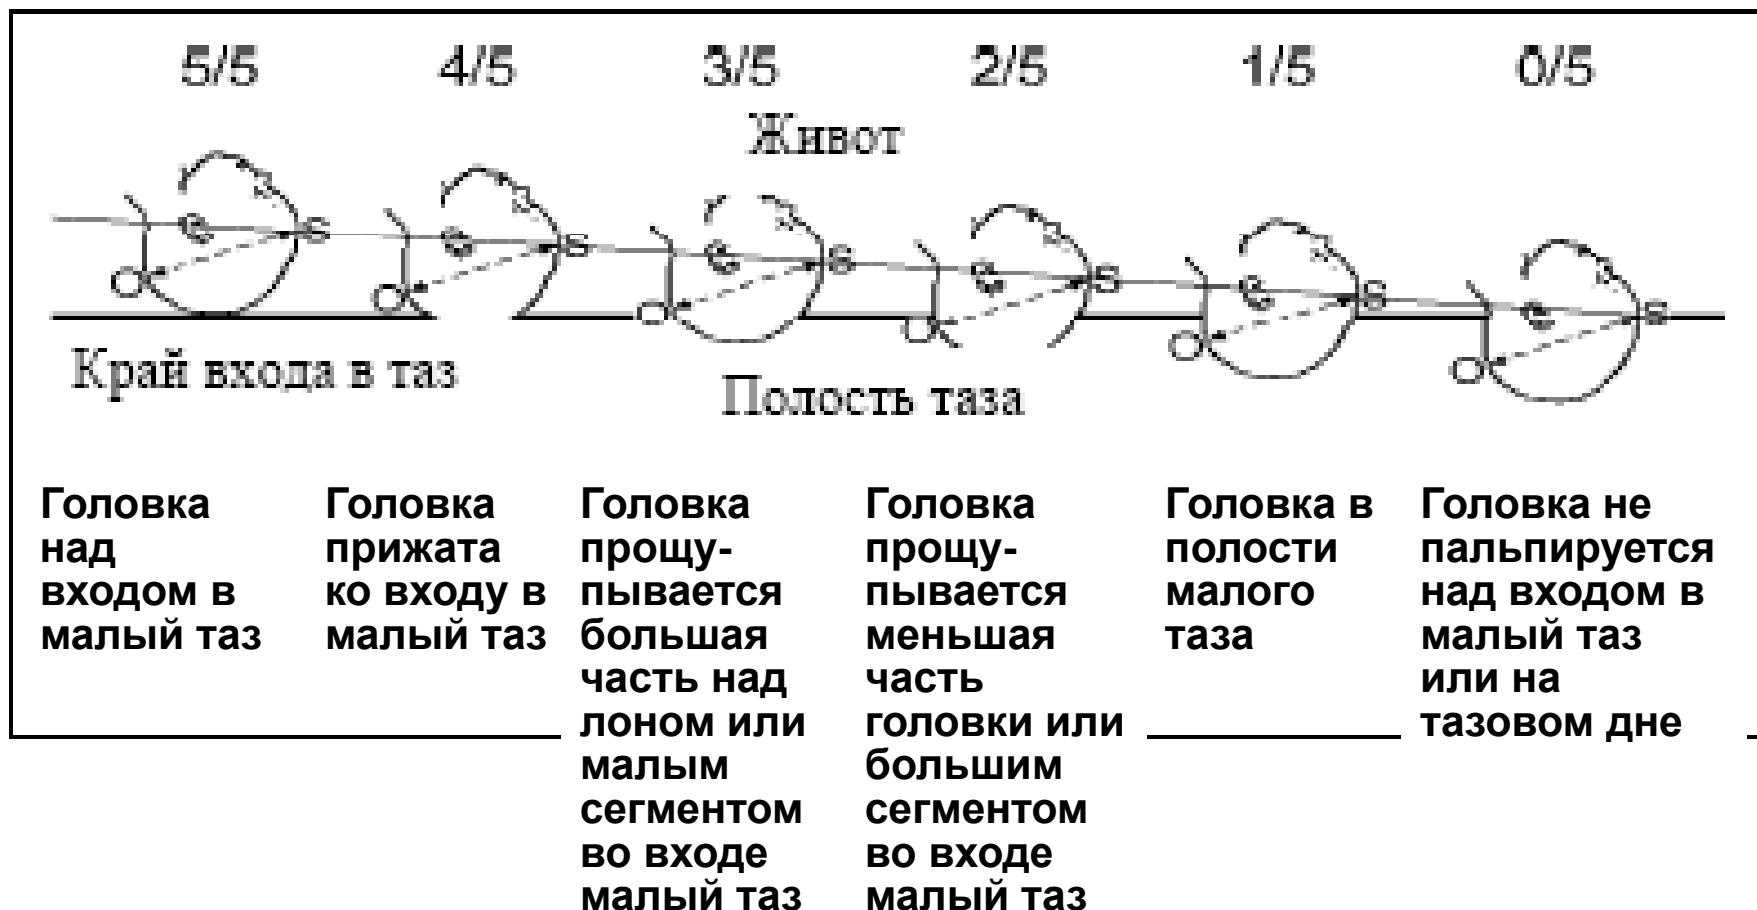 5/5 4/5 3/5 2/5 1/5 0/5
Живот
S S S S S S
O O O O O O
Край входа в таз
Полость таза
Головка
над
входом в
малый таз
Головка
прижата
ко входу в
малый таз
Головка
прощу-
пывается
большая
часть над
лоном или
малым
сегментом
во входе
малый таз
Головка
прощу-
пывается
меньшая
часть
головки или
большим
сегментом
во входе
малый таз
Головка в
полости
малого
таза
Головка не
пальпируется
над входом в
малый таз
или на
тазовом дне